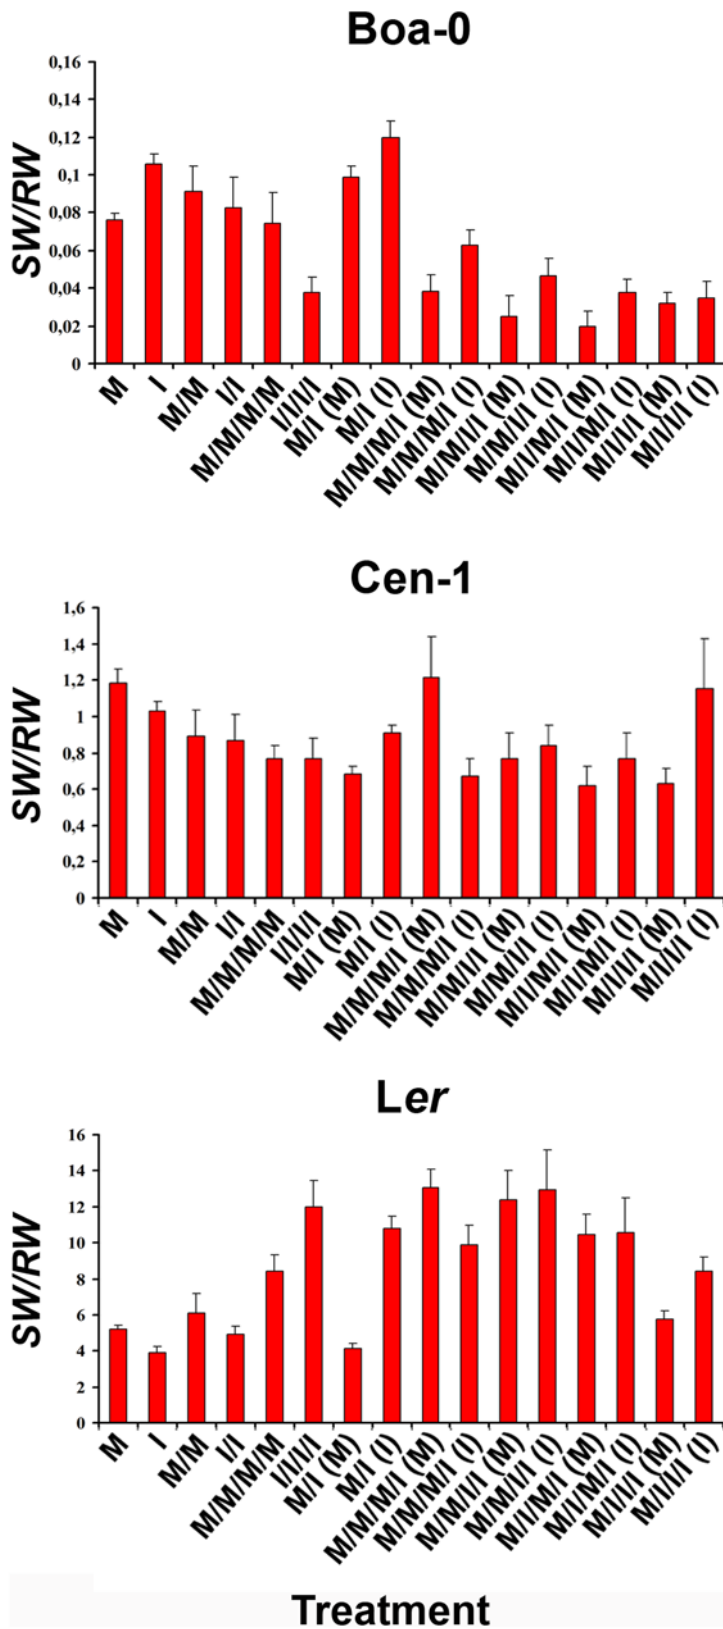 Boa-0
0,16
0,14
0,12
0,1
0,08
0,06
0,04
0,02
0
SW/RW
M
I
M/M
I/I
M/M/M/M
I/I/I/I
M/I (M)
M/I (I)
M/M/M/I (M)
M/M/M/I (I)
M/M/I/I (M)
M/M/I/I (I)
M/I/M/I (M)
M/I/M/I (I)
M/I/I/I (M)
M/I/I/I (I)
Cen-1
1,6
1,4
1,2
1
0,8
0,6
0,4
0,2
0
SW/RW
M
I
M/M
I/I
M/M/M/M
I/I/I/I
M/I (M)
M/I (I)
M/M/M/I (M)
M/M/M/I (I)
M/M/I/I (M)
M/M/I/I (I)
M/I/M/I (M)
M/I/M/I (I)
M/I/I/I (M)
M/I/I/I (I)
Ler
16
14
12
10
8
6
4
2
0
SW/RW
M
I
M/M
I/I
M/M/M/M
I/I/I/I
M/I (M)
M/I (I)
M/M/M/I (M)
M/M/M/I (I)
M/M/I/I (M)
M/M/I/I (I)
M/I/M/I (M)
M/I/M/I (I)
M/I/I/I (M)
M/I/I/I (I)
Treatment